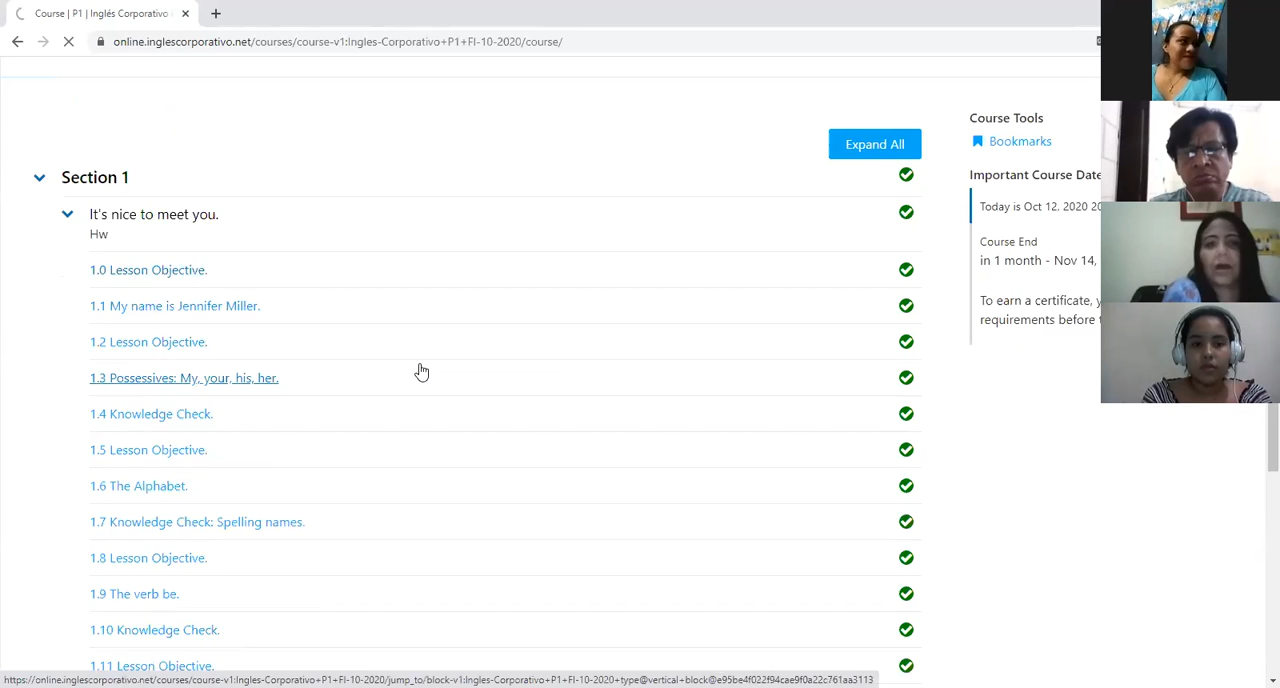 Course | P1 | Inglés Corporativo
online.inglescorporativo.net/courses/course-v1:Ingles-Corporativo+P1+FI-10-2020/course/
Expand All
Course Tools
Bookmarks
Important Course Date
Today is Oct 12, 2020 20
Course End
in 1 month - Nov 14,
To earn a certificate, y
requirements before t
Section 1
It's nice to meet you.
Hw
1.0 Lesson Objective.
1.1 My name is Jennifer Miller.
1.2 Lesson Objective.
1.3 Possessives: My, your, his, her.
1.4 Knowledge Check.
1.5 Lesson Objective.
1.6 The Alphabet.
1.7 Knowledge Check: Spelling names.
1.8 Lesson Objective.
1.9 The verb be.
1.10 Knowledge Check.
1.11 Lesson Objective.
https://online.inglescorporativo.net/courses/course-v1:Ingles-Corporativo+P1+FI-10-2020/jump_to/block-v1:Ingles-Corporativo+P1+FI-10-2020+type@vertical+block@e95be4f022f94cae9f0a22c761aa3113